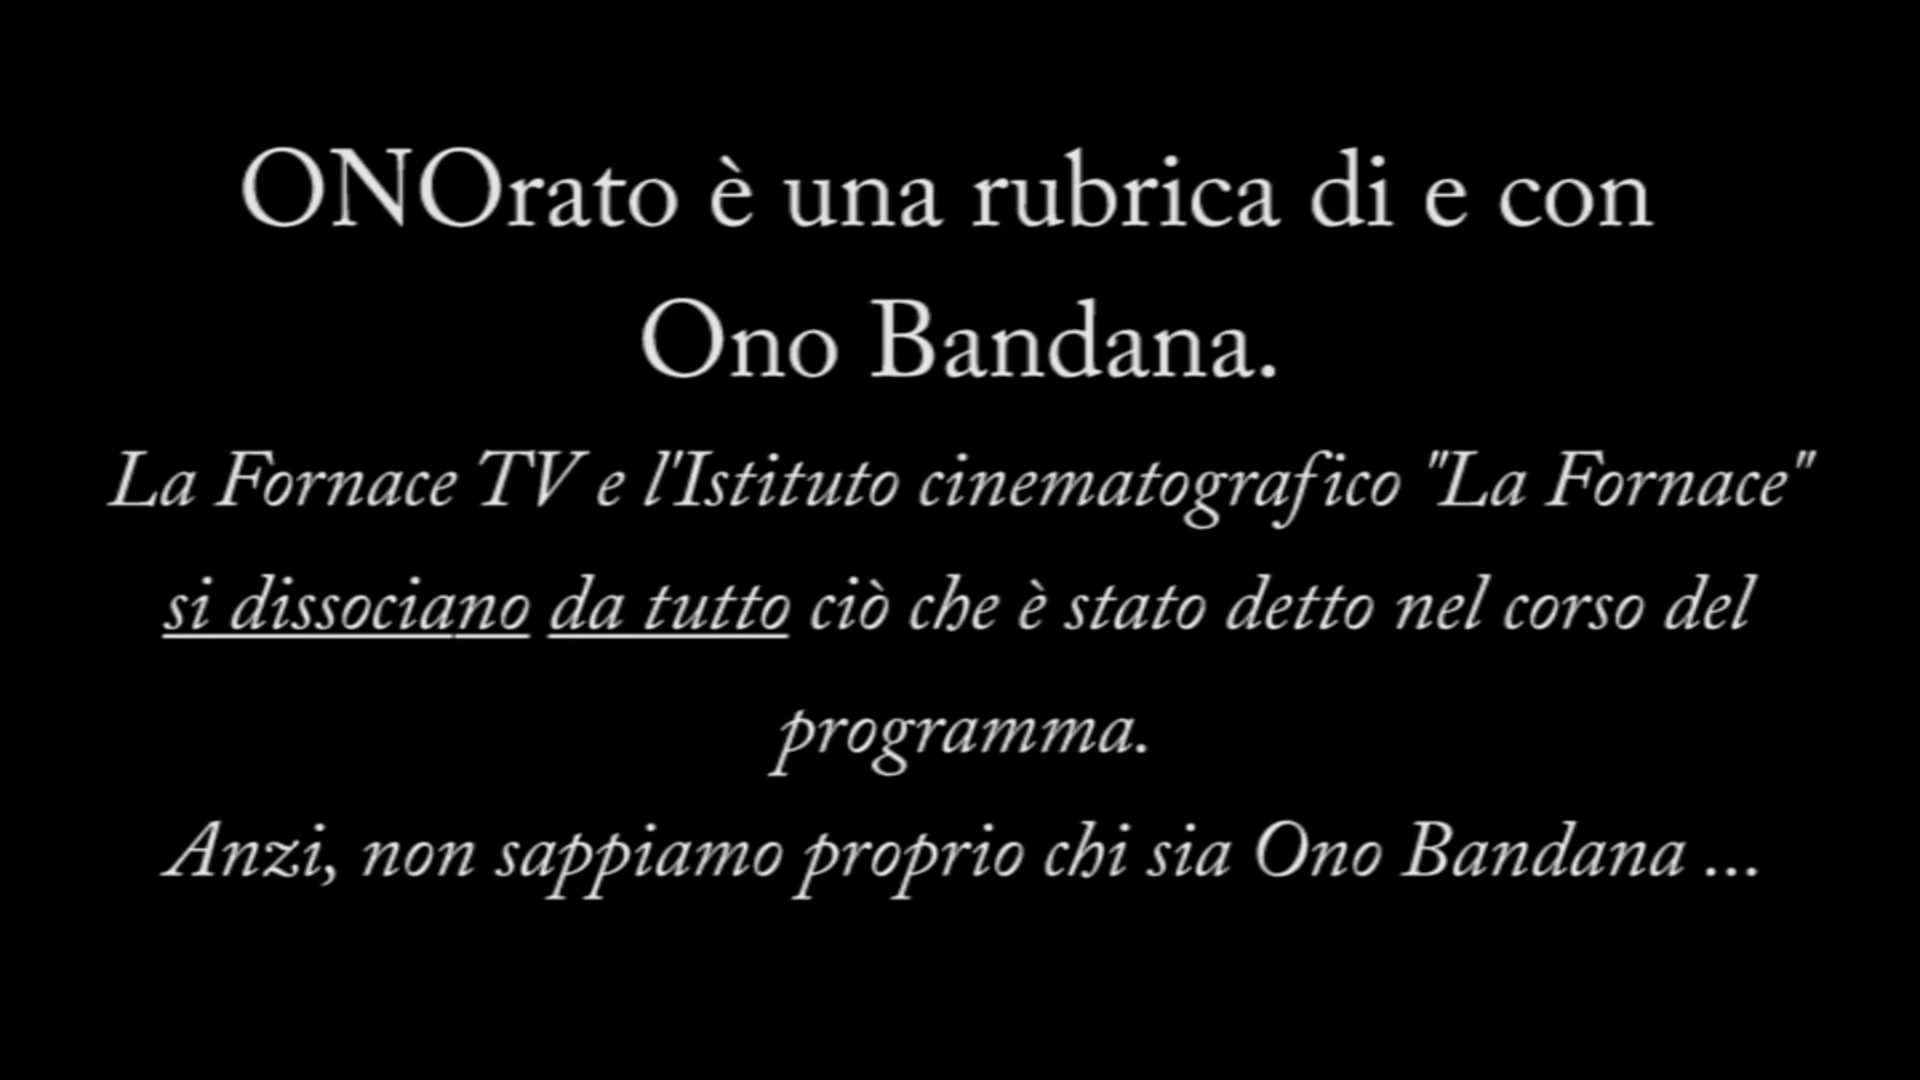 ONOrato è una rubrica di e con
Ono Bandana.
La Fornace TV e l'Istituto cinematografico "La Fornace"
si dissociano da tutto ciò che è stato detto nel corso del
programma.
Anzi, non sappiamo proprio chi sia Ono Bandana ...